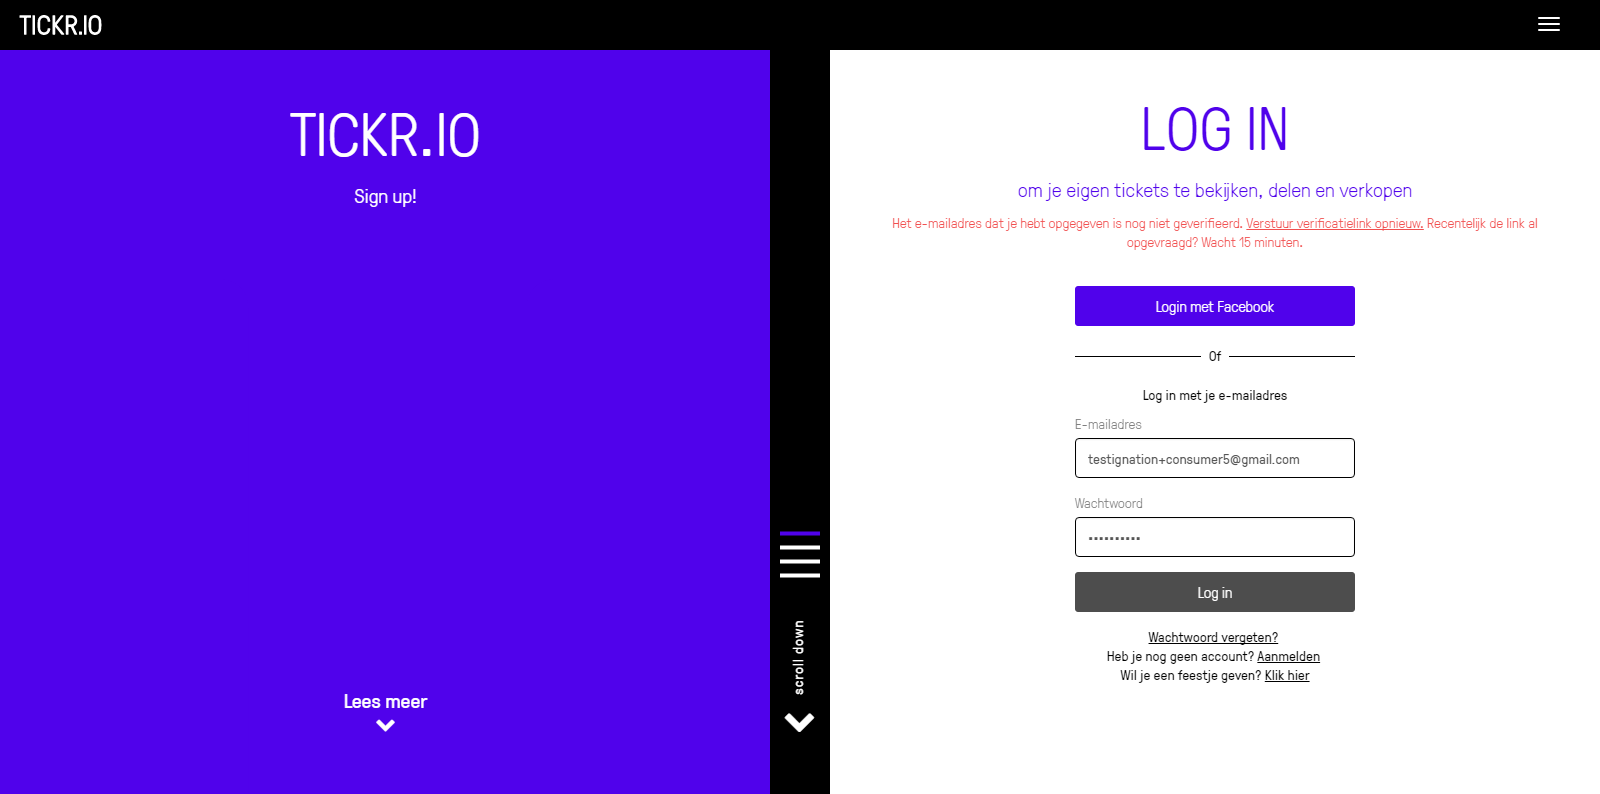 TICKR.IO
TICKR.IO
Sign up!
Lees meer
scroll down
LOG IN
om je eigen tickets te bekijken, delen en verkopen
Het e-mailadres dat je hebt opgegeven is nog niet geverifieerd. Verstuur verificatielink opnieuw. Recentelijk de link al
opgevraagd? Wacht 15 minuten.
Login met Facebook
Of
Log in met je e-mailadres
E-mailadres
testignation+consumer5@gmail.com
Wachtwoord
••••••••••
Log in
Wachtwoord vergeten?
Heb je nog geen account? Aanmelden
Wil je een feestje geven? Klik hier